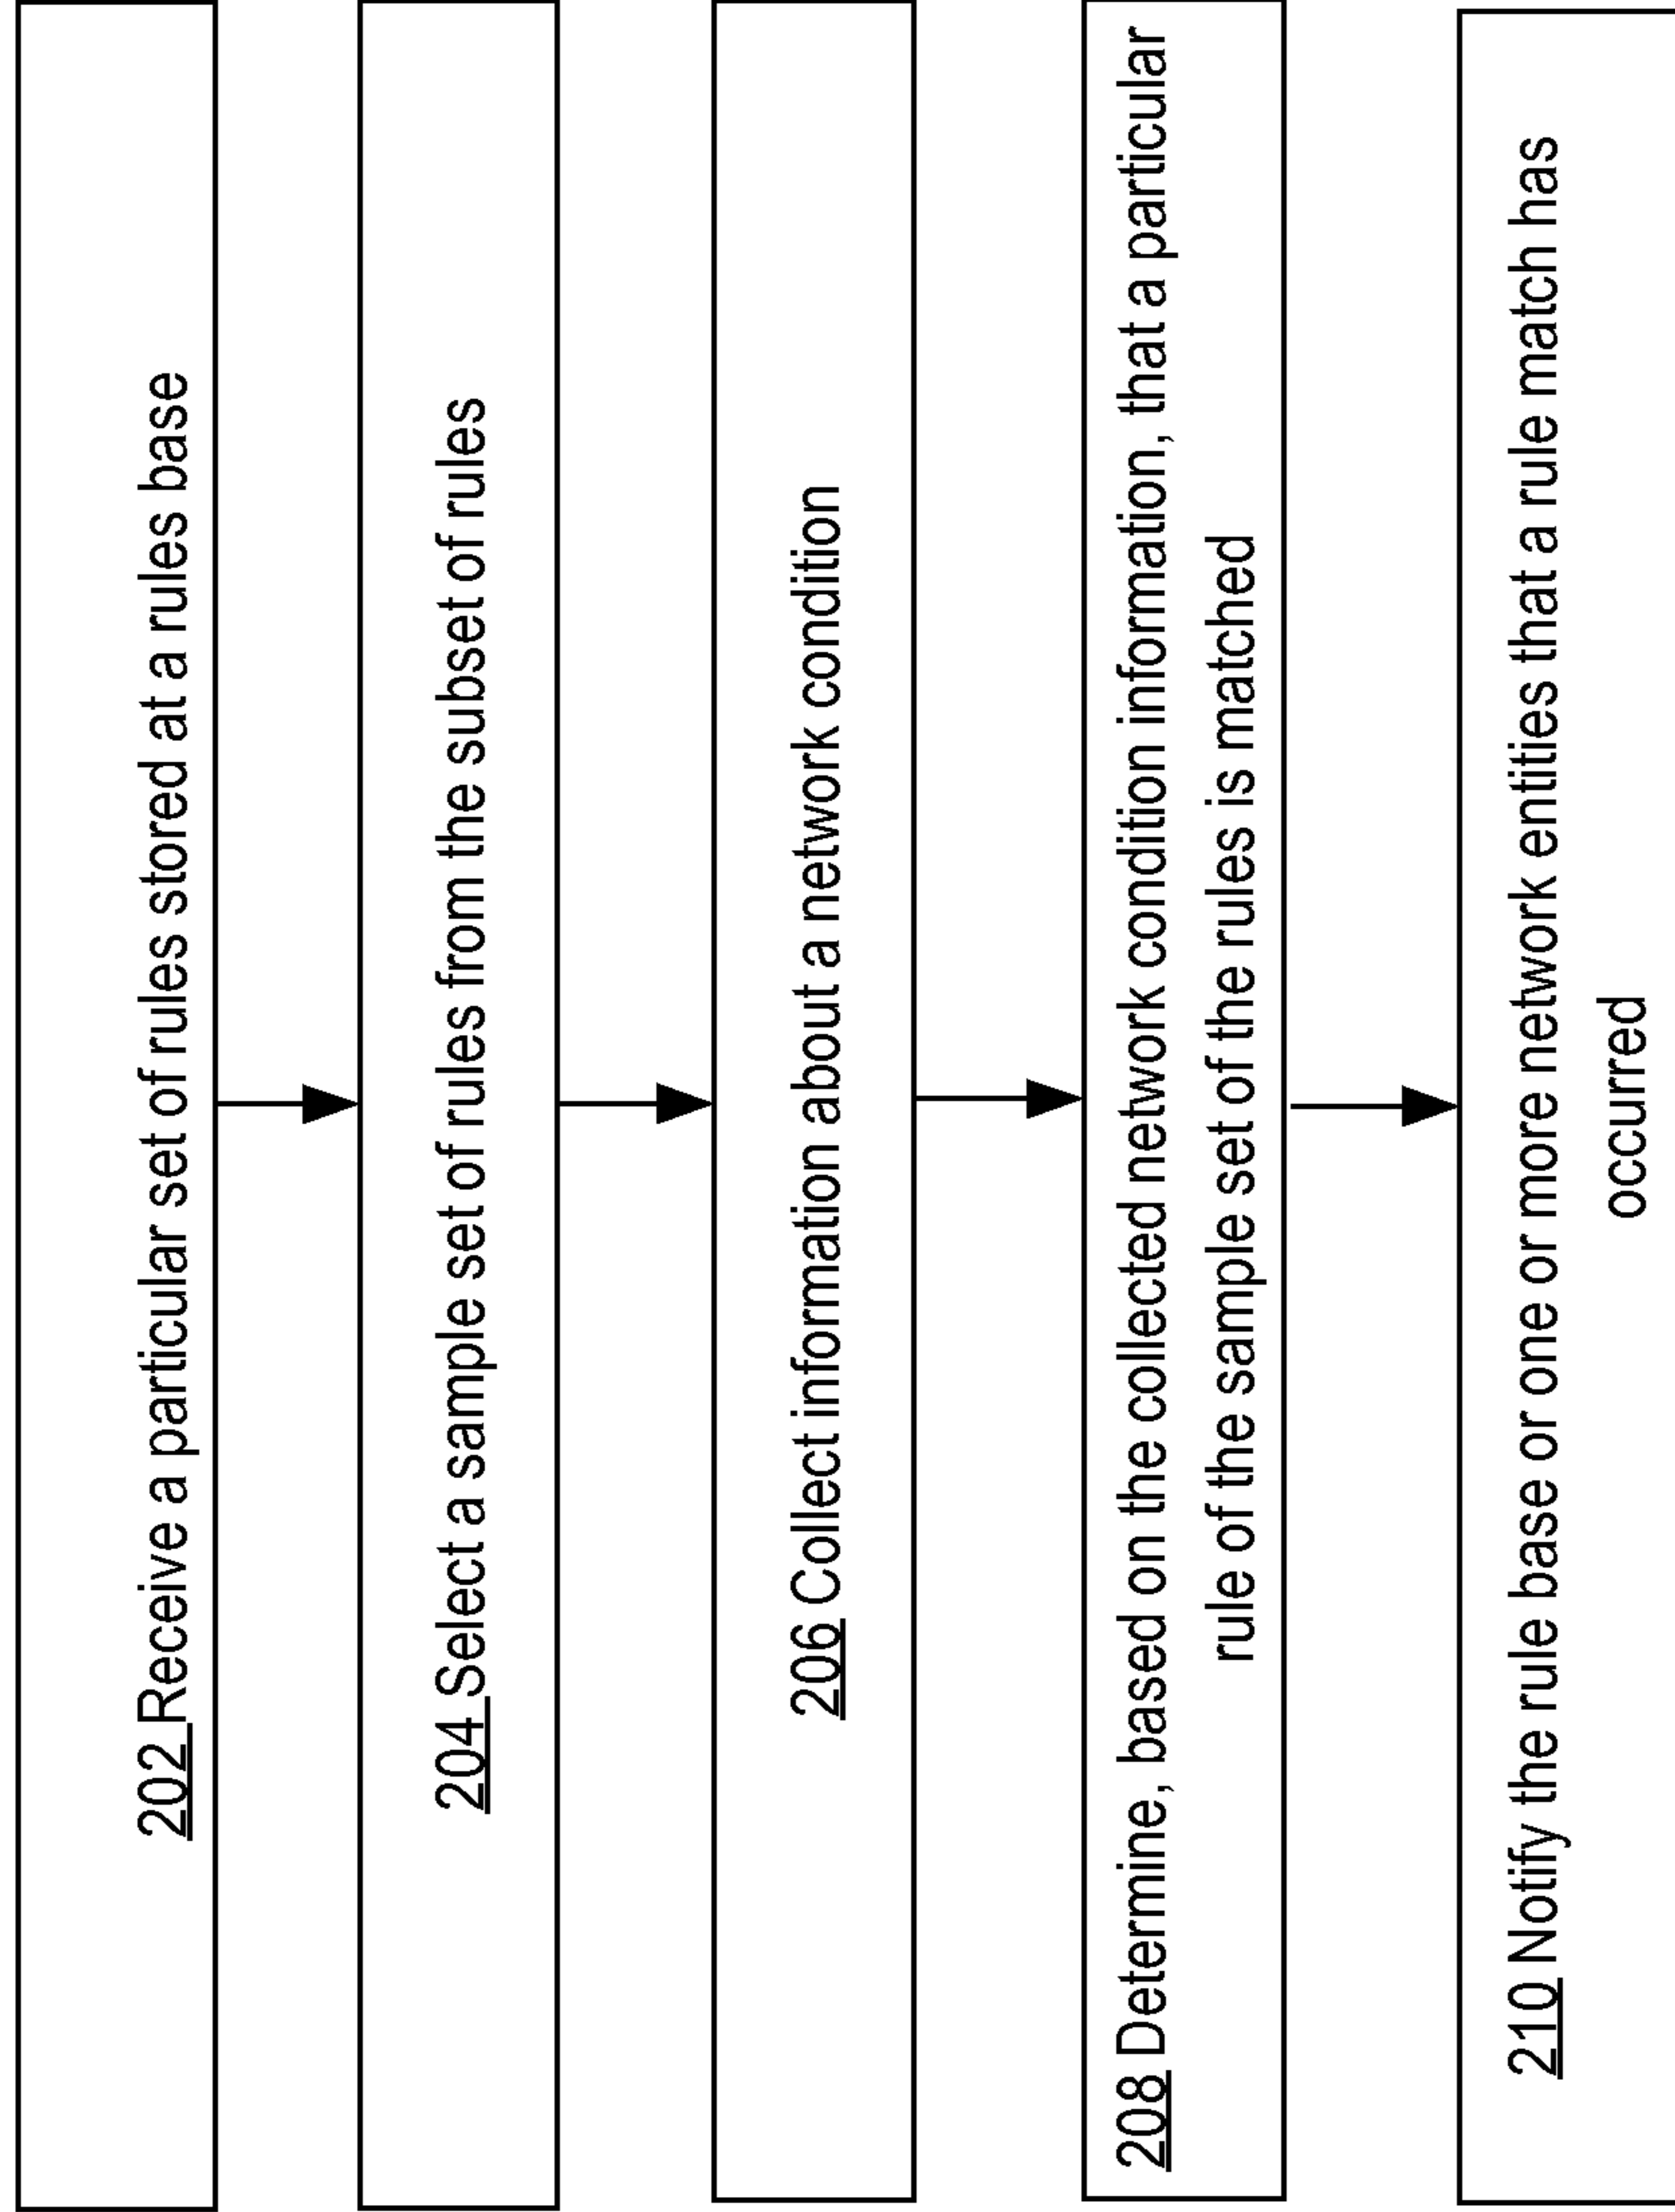 202 Receive a particular set of rules stored at a rules base
204 Select a sample set of rules from the subset of rules
206 Collect information about a network condition
208 Determine, based on the collected network condition information, that a particular
rule of the sample set of the rules is matched
210 Notify the rule base or one or more network entities that a rule match has
occurred